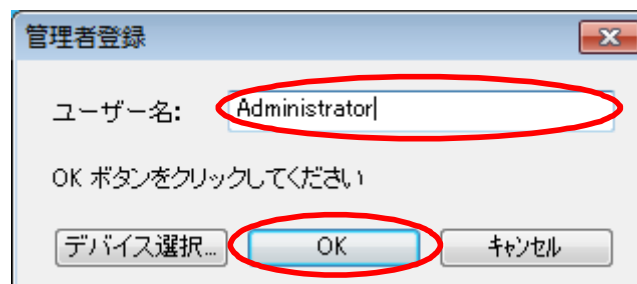 管理者登録
ユーザー名: Administrator
OK ボタンをクリックしてください
デバイス選択... OK キャンセル